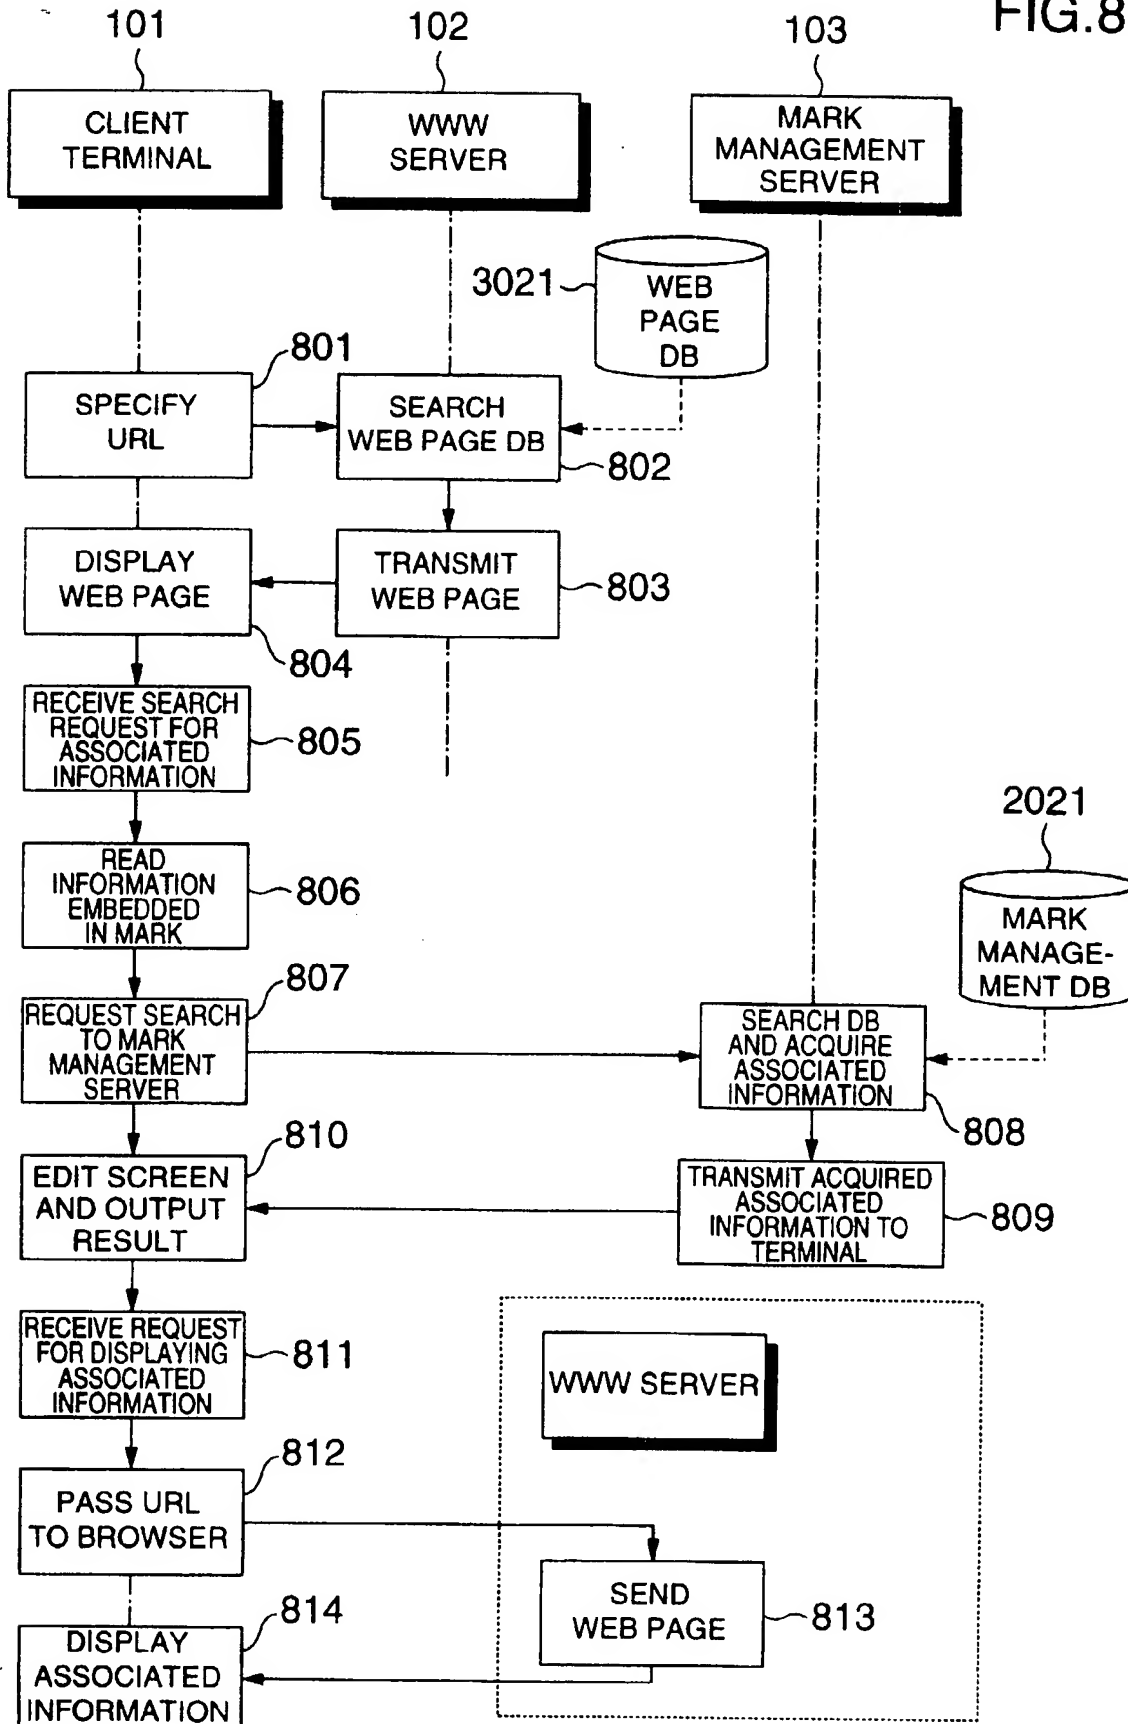 FIG.8
101
102
103
CLIENT
TERMINAL
WWW
SERVER
MARK
MANAGEMENT
SERVER
3021
WEB
PAGE
DB
801
SPECIFY
URL
SEARCH
WEB PAGE DB
802
DISPLAY
WEB PAGE
804
TRANSMIT
WEB PAGE
803
RECEIVE SEARCH
REQUEST FOR
ASSOCIATED
INFORMATION
805
READ
INFORMATION
EMBEDDED
IN MARK
806
2021
MARK
MANAGE-
MENT DB
807
REQUEST SEARCH
TO MARK
MANAGEMENT
SERVER
SEARCH DB
AND ACQUIRE
ASSOCIATED
INFORMATION
808
810
EDIT SCREEN
AND OUTPUT
RESULT
TRANSMIT ACQUIRED
ASSOCIATED
INFORMATION TO
TERMINAL
809
RECEIVE REQUEST
FOR DISPLAYING
ASSOCIATED
INFORMATION
811
WWW SERVER
812
PASS URL
TO BROWSER
SEND
WEB PAGE
813
814
DISPLAY
ASSOCIATED
INFORMATION